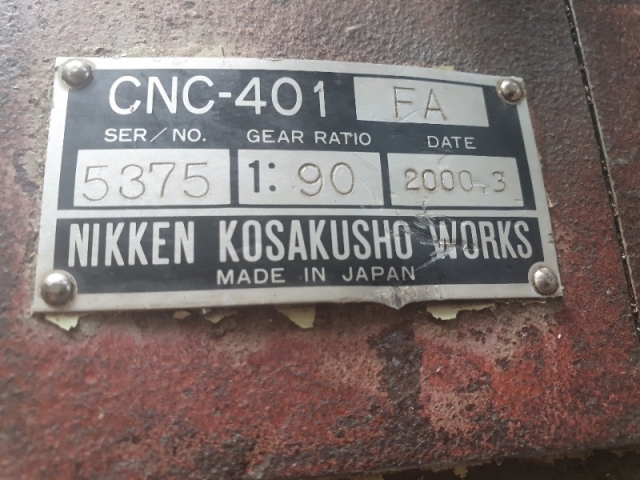 CNC-401 FA
SER/NO. GEAR RATIO DATE
5375 1: 90 2000.3
NIKKEN KOSAKUSHO WORKS
MADE IN JAPAN